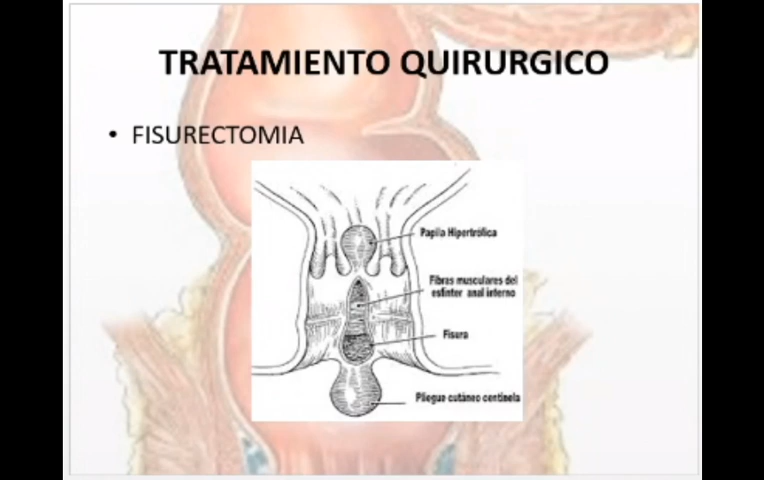 TRATAMIENTO QUIRURGICO
• FISURECTOMIA
Papila Hipertrófica
Fibras musculares del
esfínter anal interno
Fisura
Pliegue cutáneo centinela